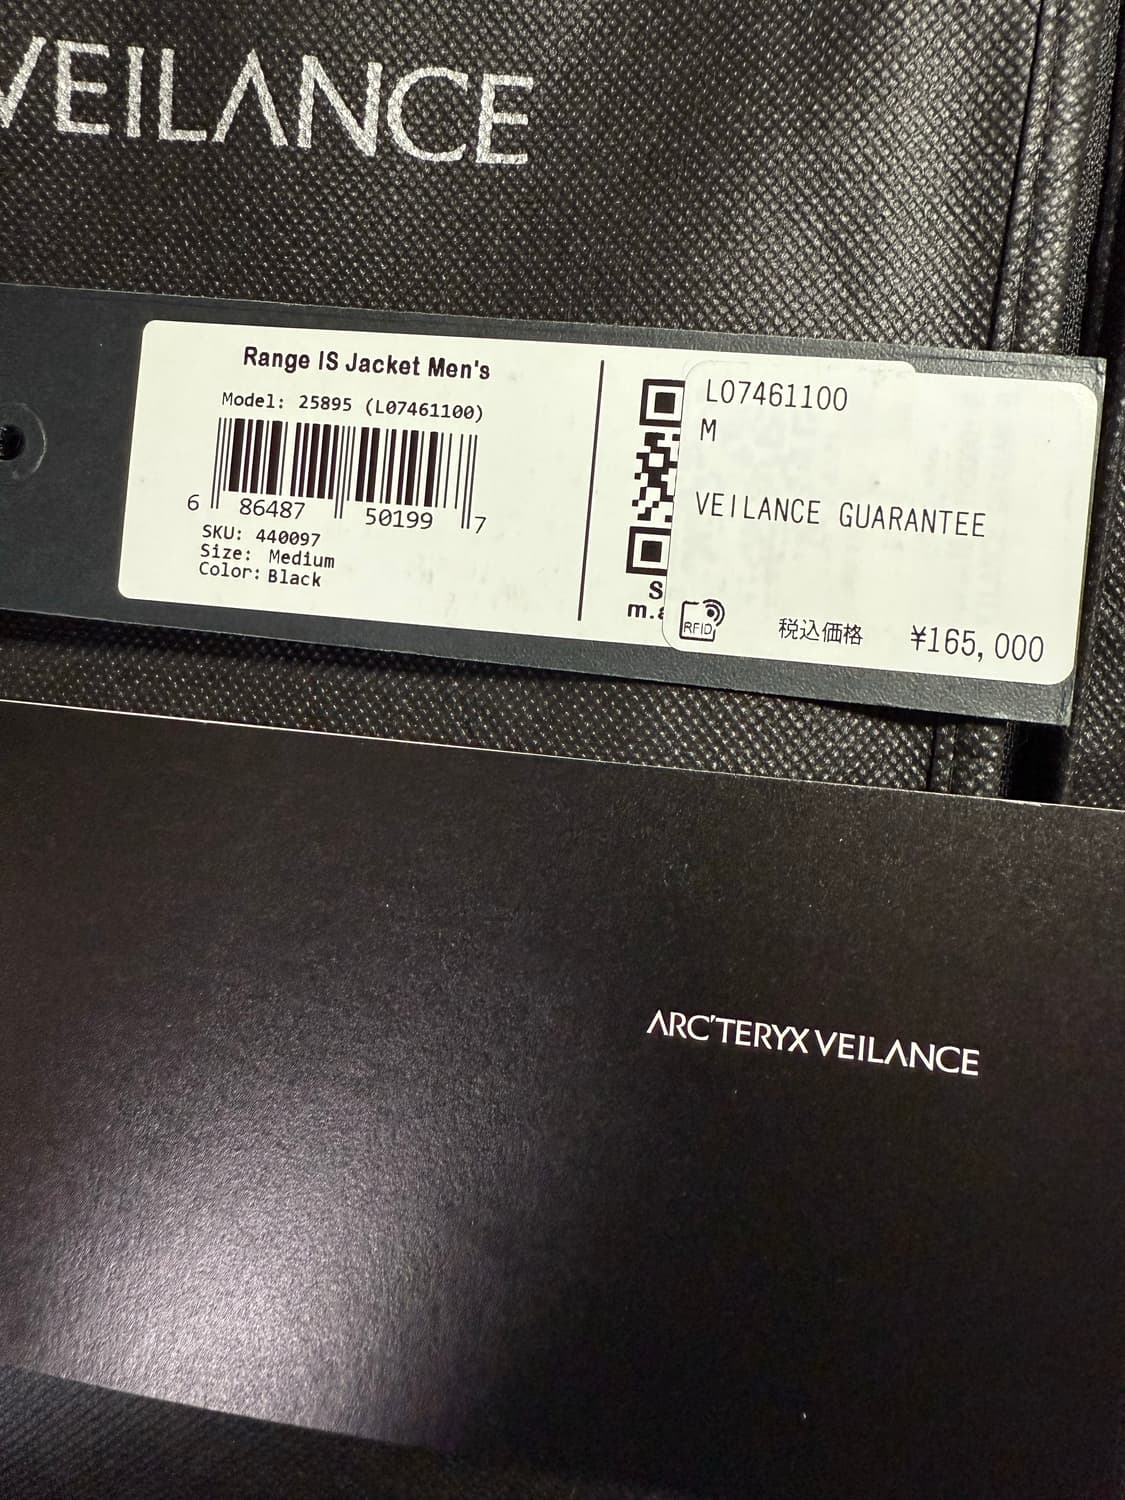 VEILANCE
Range IS Jacket Men's
Model: 25895 (L07461100)
6 86487 50199 7
SKU: 440097
Size: Medium
Color: Black
L07461100
M
VEILANCE GUARANTEE
RFID
税込価格 ¥165,000
ARC'TERYX VEILANCE